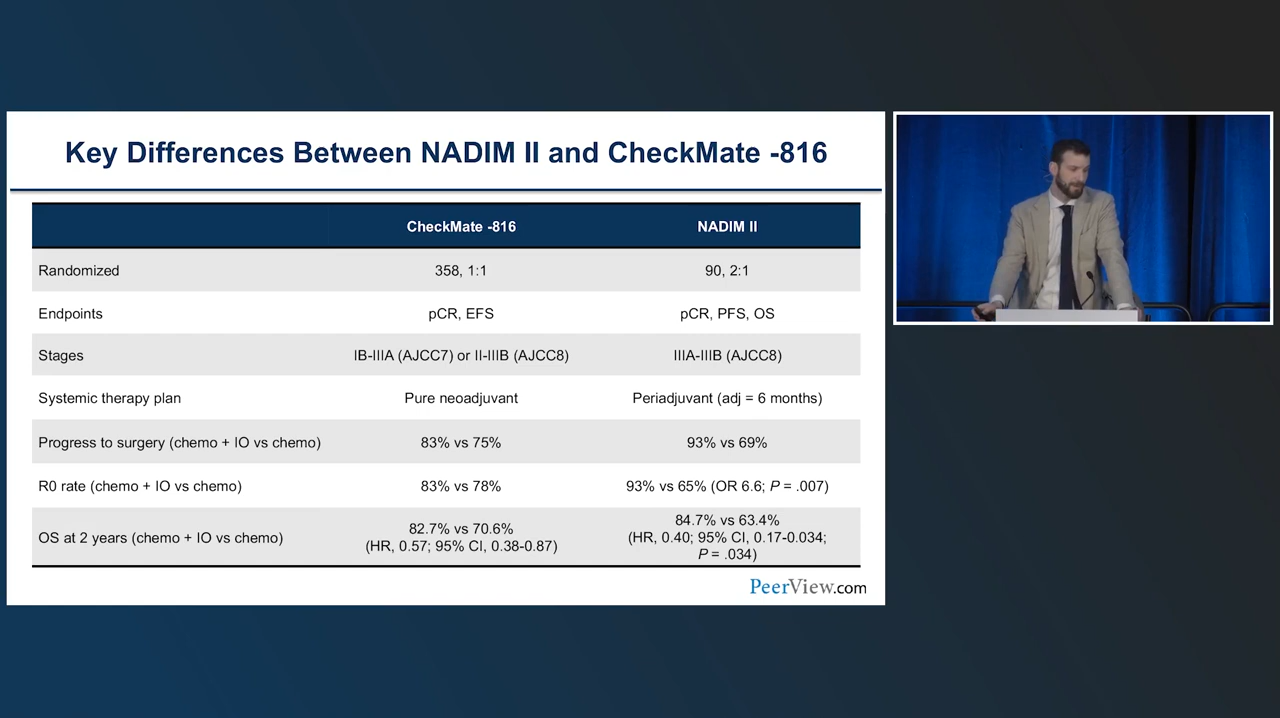 Key Differences Between NADIM II and CheckMate -816
CheckMate -816 NADIM II
Randomized 358, 1:1 90, 2:1
Endpoints pCR, EFS pCR, PFS, OS
Stages IB-IIIA (AJCC7) or II-IIIB (AJCC8) IIIA-IIIB (AJCC8)
Systemic therapy plan Pure neoadjuvant Periadjuvant (adj = 6 months)
Progress to surgery (chemo + IO vs chemo) 83% vs 75% 93% vs 69%
R0 rate (chemo + IO vs chemo) 83% vs 78% 93% vs 65% (OR 6.6; P = .007)
OS at 2 years (chemo + IO vs chemo) 82.7% vs 70.6%
(HR, 0.57; 95% CI, 0.38-0.87)
84.7% vs 63.4%
(HR, 0.40; 95% CI, 0.17-0.034;
P = .034)
PeerView.com